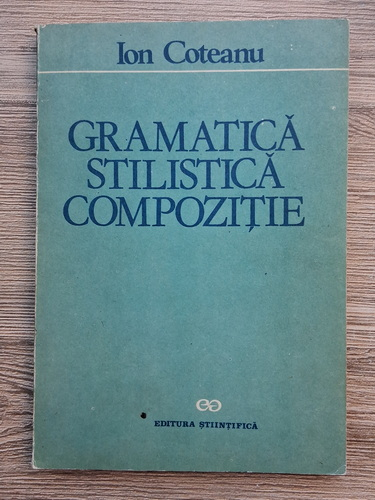 Ion Coteanu
GRAMATICĂ
STILISTICĂ
COMPOZIȚIE
EDITURA ȘTIINȚIFICĂ